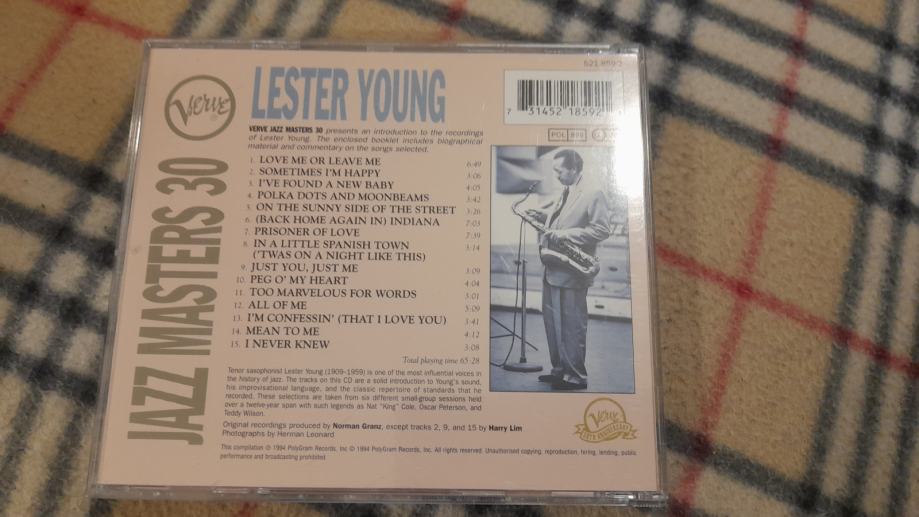 Verve
LESTER YOUNG
JAZZ MASTERS 30
521 859-2
7 31452 18592
POL 899
VERVE JAZZ MASTERS 30 presents an introduction to the recordings
of Lester Young. The enclosed booklet includes biographical
material and commentary on the songs selected.
1. LOVE ME OR LEAVE ME 6:49
2. SOMETIMES I'M HAPPY 3:06
3. I'VE FOUND A NEW BABY 4:05
4. POLKA DOTS AND MOONBEAMS 3:42
5. ON THE SUNNY SIDE OF THE STREET 3:26
6. (BACK HOME AGAIN IN) INDIANA 7:03
7. PRISONER OF LOVE 7:39
8. IN A LITTLE SPANISH TOWN 3:14
('TWAS ON A NIGHT LIKE THIS)
9. JUST YOU, JUST ME 3:09
10. PEG O' MY HEART 4:04
11. TOO MARVELOUS FOR WORDS 3:01
12. ALL OF ME 5:09
13. I'M CONFESSIN' (THAT I LOVE YOU) 3:41
14. MEAN TO ME 4:12
15. I NEVER KNEW 3:08
Total playing time 65:28
Tenor saxophonist Lester Young (1909–1959) is one of the most influential voices in
the history of jazz. The tracks on this CD are a solid introduction to Young's sound,
his improvisational language, and the classic repertoire of standards that he
recorded. These selections are taken from six different small-group sessions held
over a twelve-year span with such legends as Nat "King" Cole, Oscar Peterson, and
Teddy Wilson.
Original recordings produced by Norman Granz, except tracks 2, 9, and 15 by Harry Lim
Photographs by Herman Leonard
This compilation ℗ 1994 PolyGram Records, Inc © 1994 PolyGram Records, Inc. All rights reserved. Unauthorised copying, reproduction, hiring, lending, public
performance and broadcasting prohibited.
Verve
50TH ANNIVERSARY